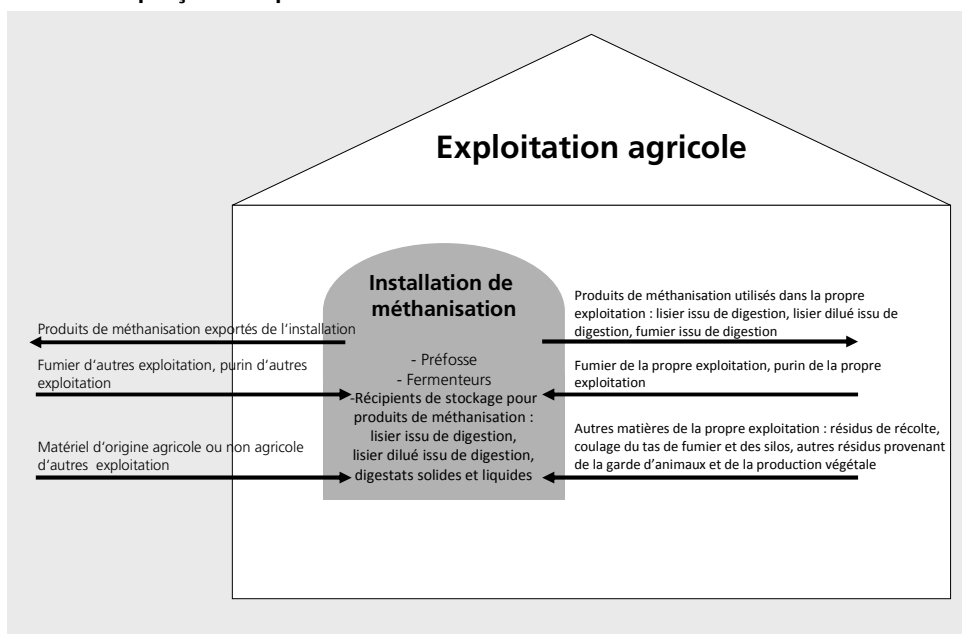 Exploitation agricole
Installation de
méthanisation
- Préfosse
- Fermenteurs
-Récipients de stockage pour
produits de méthanisation :
lisier issu de digestion,
lisier dilué issu de digestion,
digestats solides et liquides
Produits de méthanisation exportés de l’installation
Fumier d’autres exploitation, purin d’autres
exploitation
Matériel d’origine agricole ou non agricole
d’autres exploitation
Produits de méthanisation utilisés dans la propre
exploitation : lisier issu de digestion, lisier dilué issu de
digestion, fumier issu de digestion
Fumier de la propre exploitation, purin de la propre
exploitation
Autres matières de la propre exploitation : résidus de récolte,
coulage du tas de fumier et des silos, autres résidus provenant
de la garde d’animaux et de la production végétale